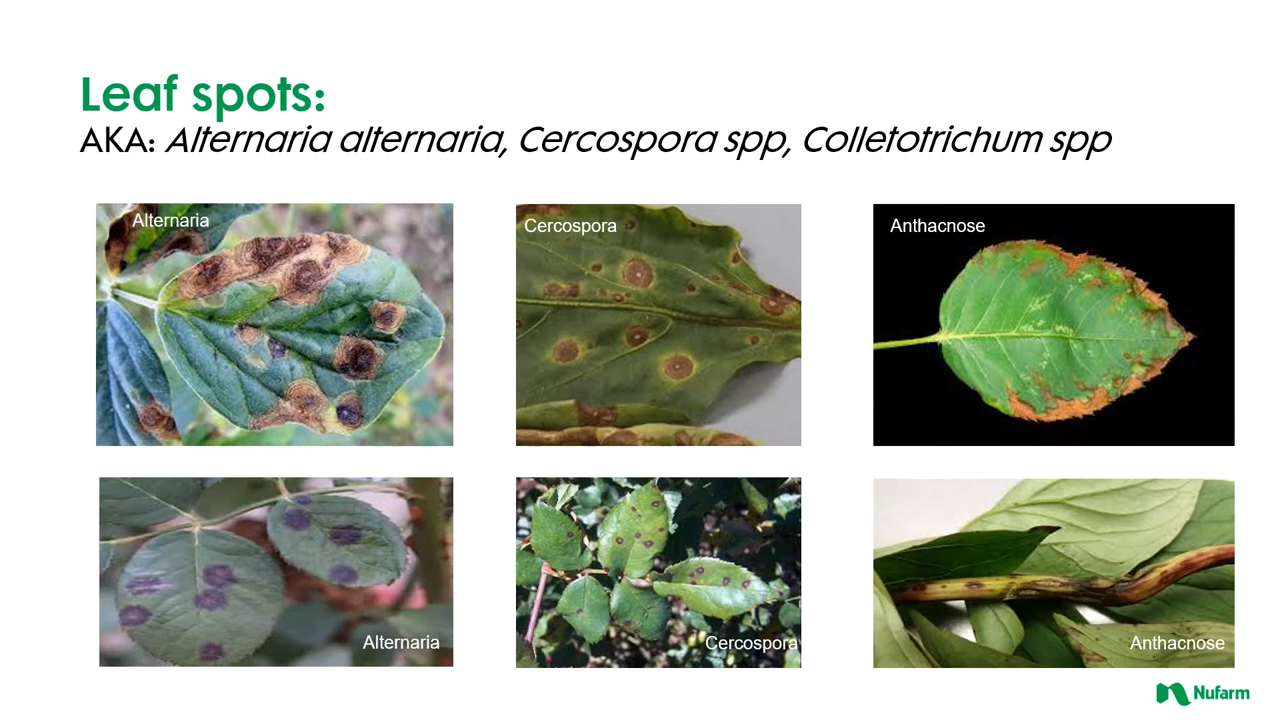 Leaf spots:
AKA: Alternaria alternaria, Cercospora spp, Colletotrichum spp
Alternaria
Cercospora
Anthacnose
Alternaria
Cercospora
Anthacnose
Nufarm